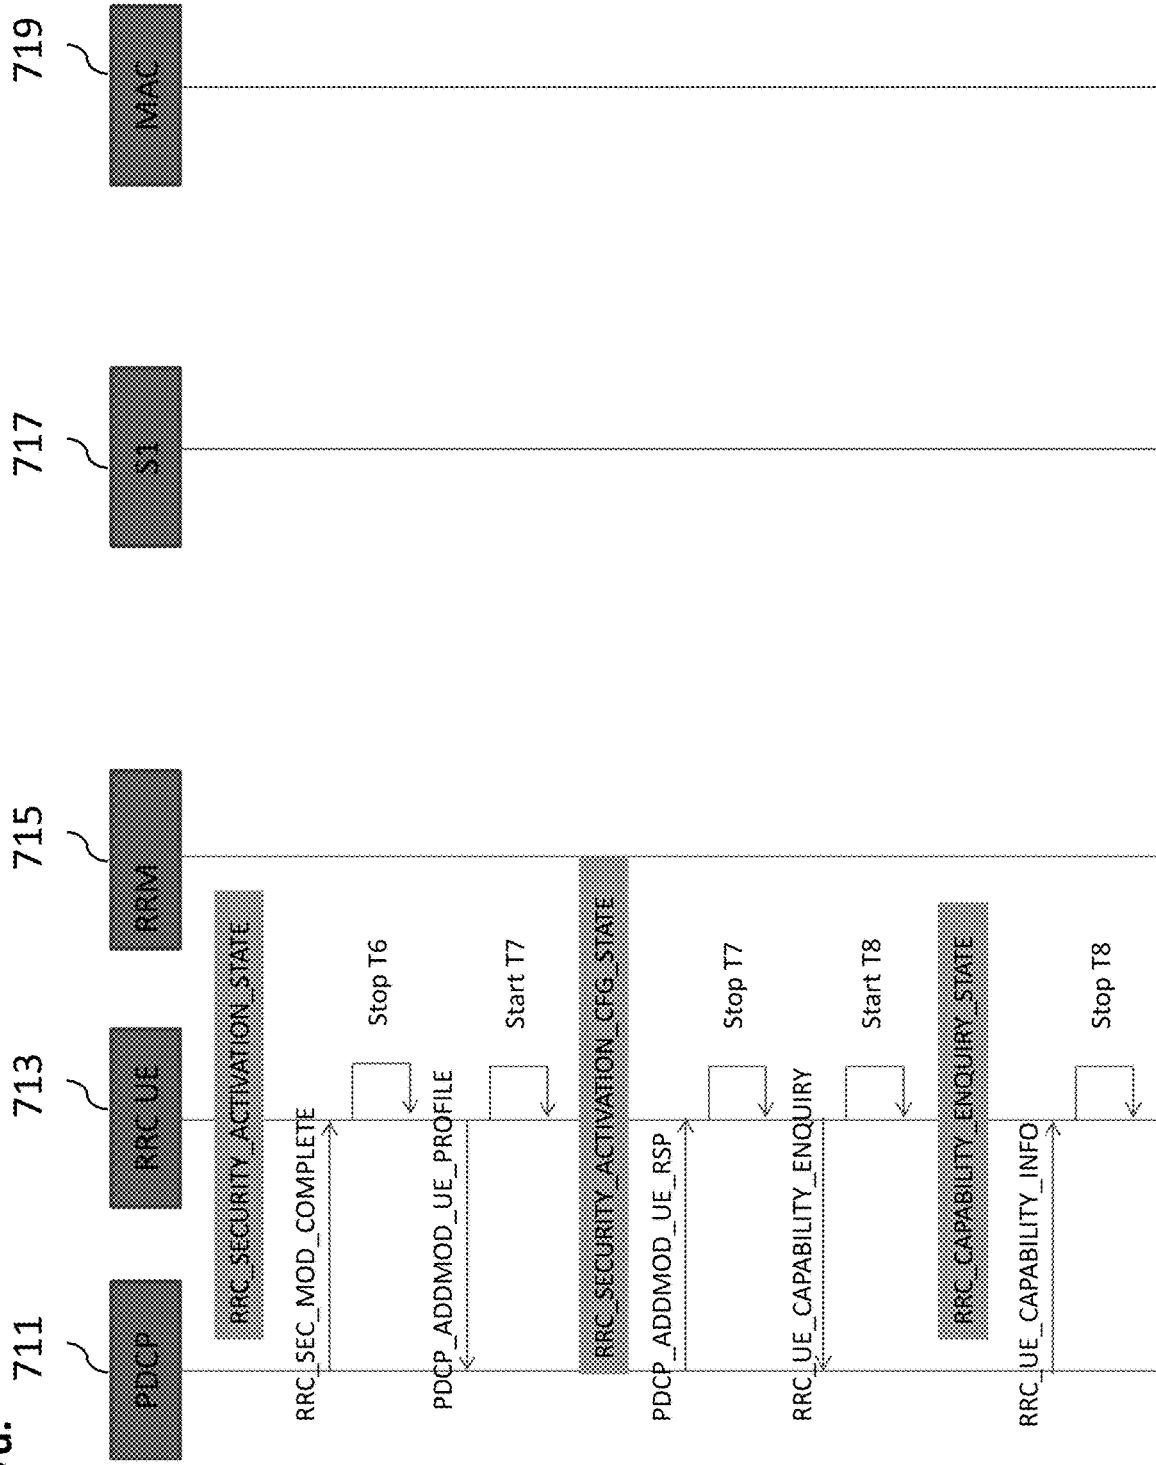 711
713
715
717
719
PDCP
RRC UE
RRM
S1
MAC
RRC_SECURITY_ACTIVATION_STATE
RRC_SEC_MOD_COMPLETE
Stop T6
PDCP_ADDMOD_UE_PROFILE
Start T7
RRC_SECURITY_ACTIVATION_CFG_STATE
PDCP_ADDMOD_UE_RSP
Stop T7
RRC_UE_CAPABILITY_ENQUIRY
Start T8
RRC_CAPABILITY_ENQUIRY_STATE
RRC_UE_CAPABILITY_INFO
Stop T8